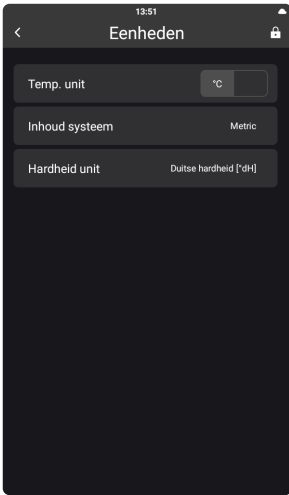 13:51
Eenheden
Temp. unit °C
Inhoud systeem Metric
Hardheid unit Duitse hardheid [°dH]